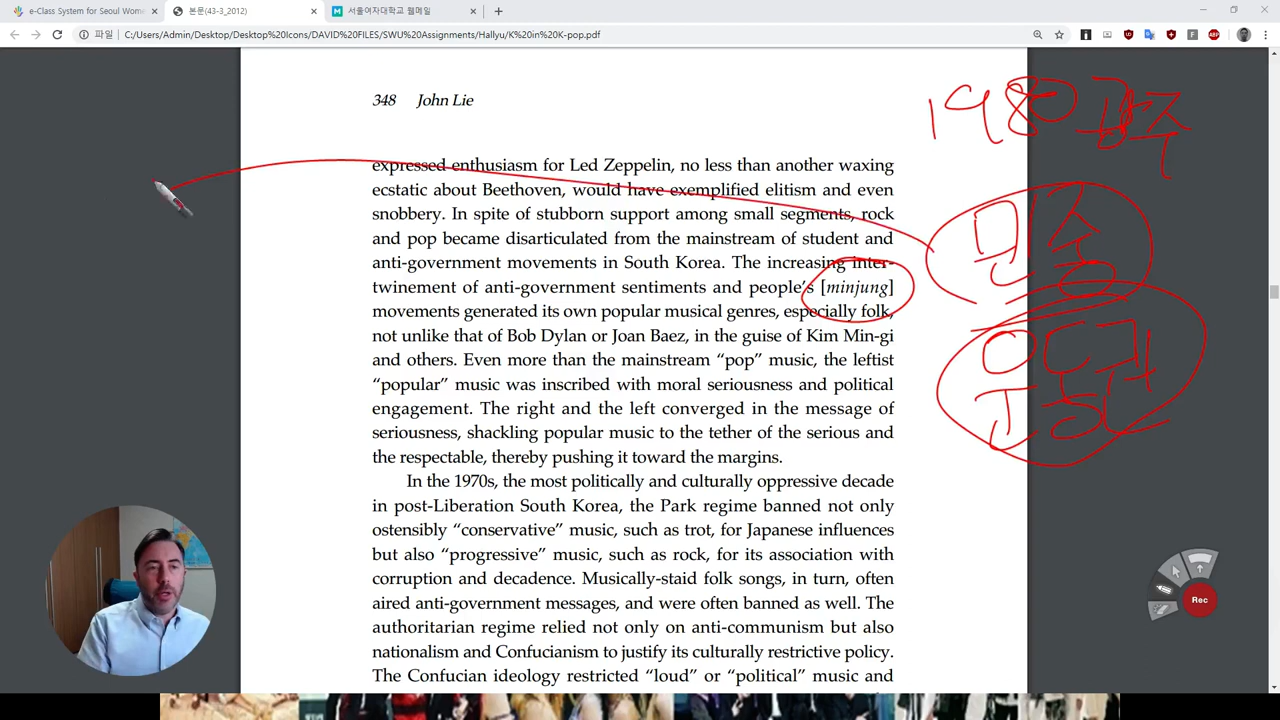 e-Class System for Seoul Wome
본문(43-3_2012)
서울여자대학교 웹메일
파일
C:/Users/Admin/Desktop/Desktop%20Icons/DAVID%20FILES/SWU%20Assignments/Hallyu/K%20in%20K-pop.pdf
348 John Lie
1980 광주
expressed enthusiasm for Led Zeppelin, no less than another waxing
ecstatic about Beethoven, would have exemplified elitism and even
snobbery. In spite of stubborn support among small segments, rock
and pop became disarticulated from the mainstream of student and
anti-government movements in South Korea. The increasing inter-
twinement of anti-government sentiments and people's [minjung]
movements generated its own popular musical genres, especially folk,
not unlike that of Bob Dylan or Joan Baez, in the guise of Kim Min-gi
and others. Even more than the mainstream “pop” music, the leftist
“popular” music was inscribed with moral seriousness and political
engagement. The right and the left converged in the message of
seriousness, shackling popular music to the tether of the serious and
the respectable, thereby pushing it toward the margins.
In the 1970s, the most politically and culturally oppressive decade
in post-Liberation South Korea, the Park regime banned not only
ostensibly “conservative” music, such as trot, for Japanese influences
but also “progressive” music, such as rock, for its association with
corruption and decadence. Musically-staid folk songs, in turn, often
aired anti-government messages, and were often banned as well. The
authoritarian regime relied not only on anti-communism but also
nationalism and Confucianism to justify its culturally restrictive policy.
The Confucian ideology restricted “loud” or “political” music and
민중
Rec